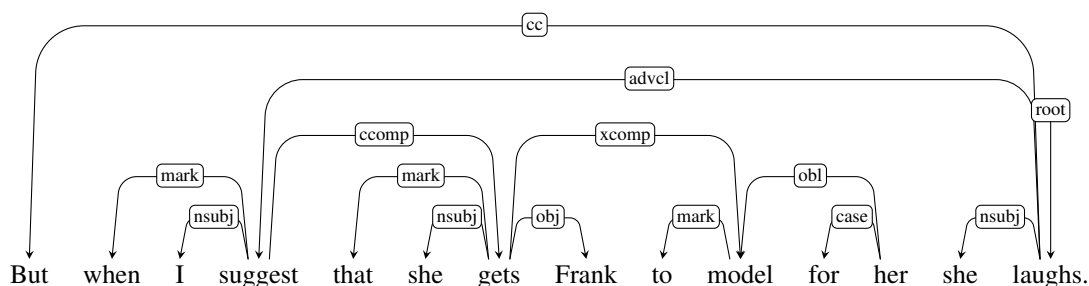 cc
advcl
root
ccomp xcomp
mark mark obl
nsubj nsubj obj mark case nsubj
But when I suggest that she gets Frank to model for her she laughs.